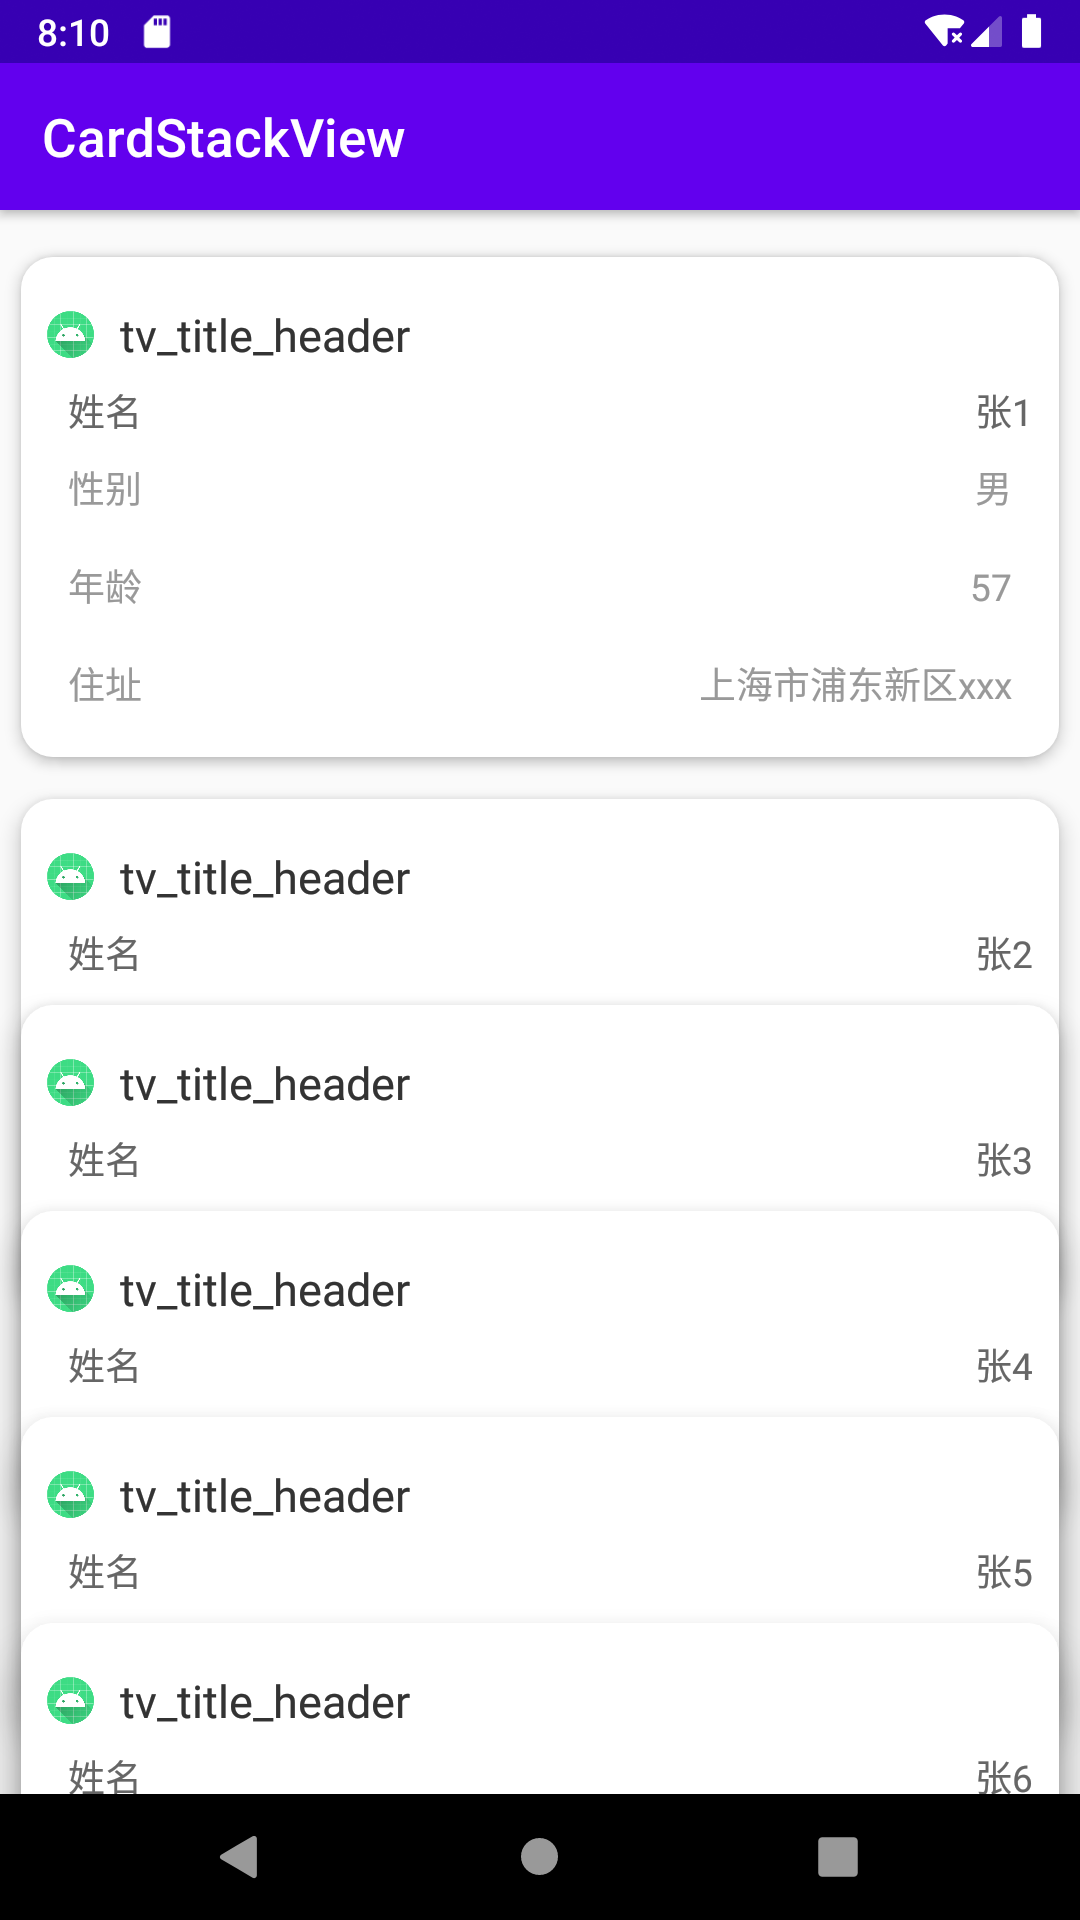 8:10
CardStackView
tv_title_header
姓名 张1
性别 男
年龄 57
住址 上海市浦东新区xxx
tv_title_header
姓名 张2
tv_title_header
姓名 张3
tv_title_header
姓名 张4
tv_title_header
姓名 张5
tv_title_header
姓名 张6